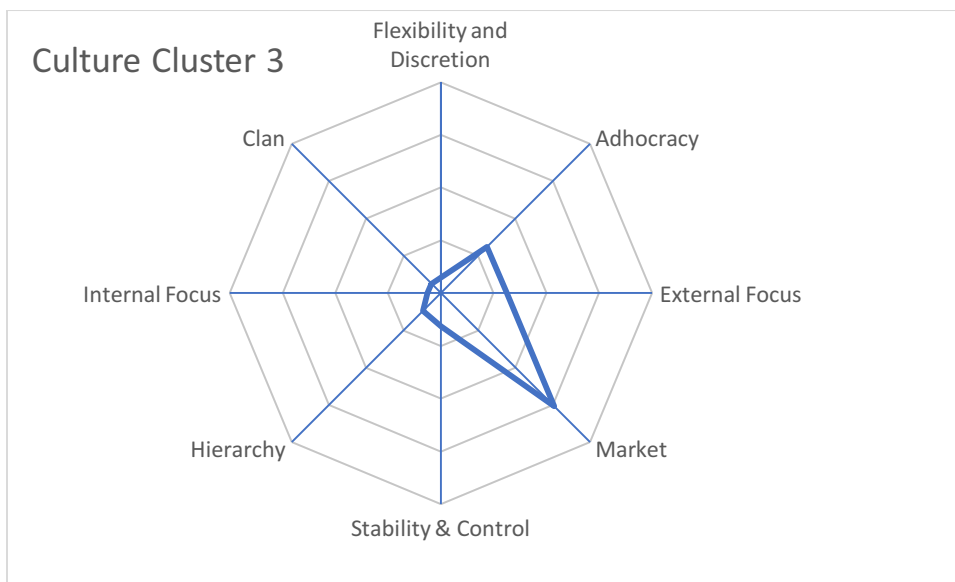 Culture Cluster 3
Flexibility and
Discretion
Clan
Adhocracy
Internal Focus
External Focus
Hierarchy
Market
Stability & Control